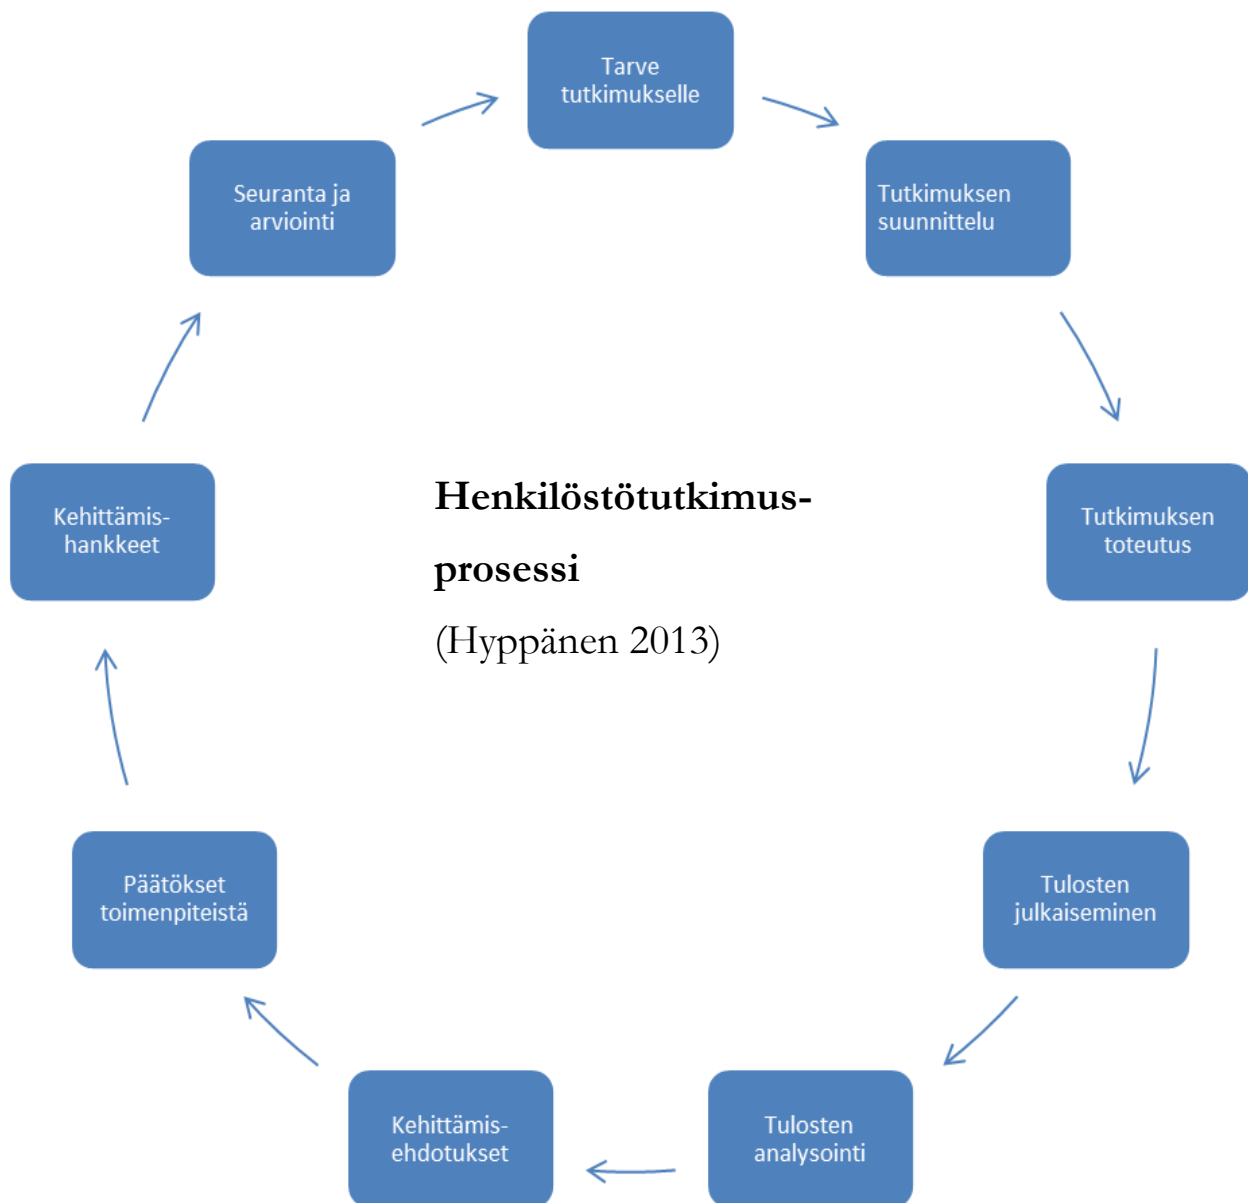 Tarve
tutkimukselle
Tutkimuksen
suunnittelu
Tutkimuksen
toteutus
Tulosten
julkaiseminen
Tulosten
analysointi
Kehittämis-
ehdotukset
Päätökset
toimenpiteistä
Kehittämis-
hankkeet
Seuranta ja
arviointi
Henkilöstötutkimus-
prosessi
(Hyppänen 2013)